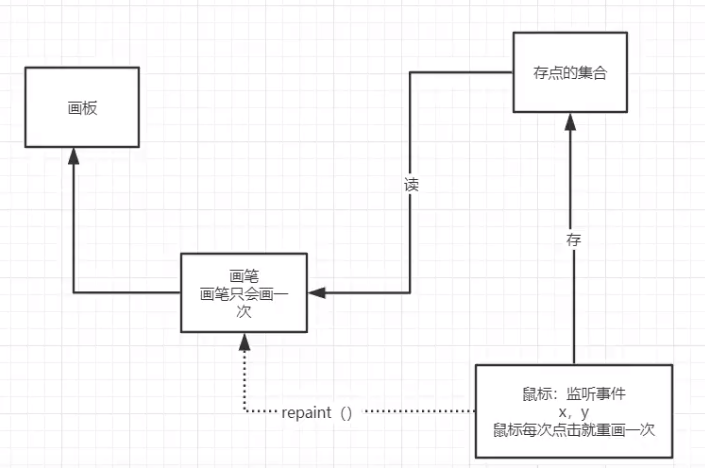 存点的集合
画板
读
存
画笔
画笔只会画一
次
鼠标：监听事件
x，y
鼠标每次点击就重画一次
repaint（）